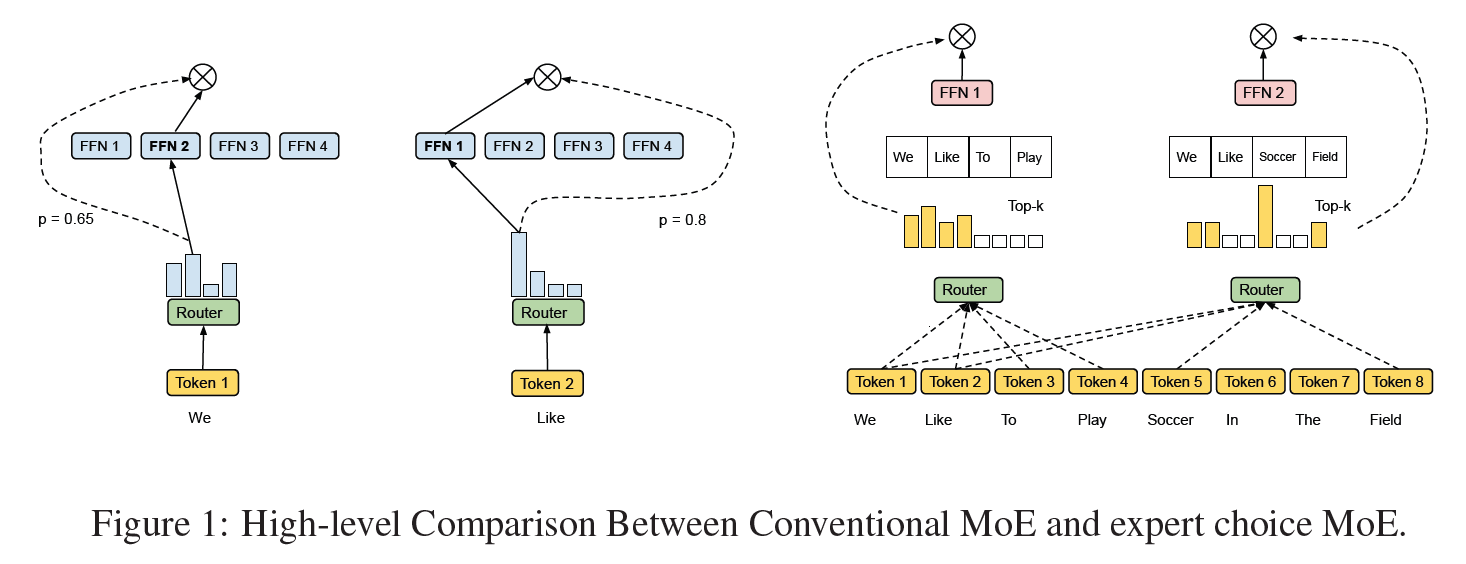 FFN 1 FFN 2 FFN 3 FFN 4
p = 0.65
Router
Token 1
We
FFN 1 FFN 2 FFN 3 FFN 4
p = 0.8
Router
Token 2
Like
FFN 1
We Like To Play
Top-k
Router
FFN 2
We Like Soccer Field
Top-k
Router
Token 1 Token 2 Token 3 Token 4 Token 5 Token 6 Token 7 Token 8
We Like To Play Soccer In The Field
Figure 1: High-level Comparison Between Conventional MoE and expert choice MoE.